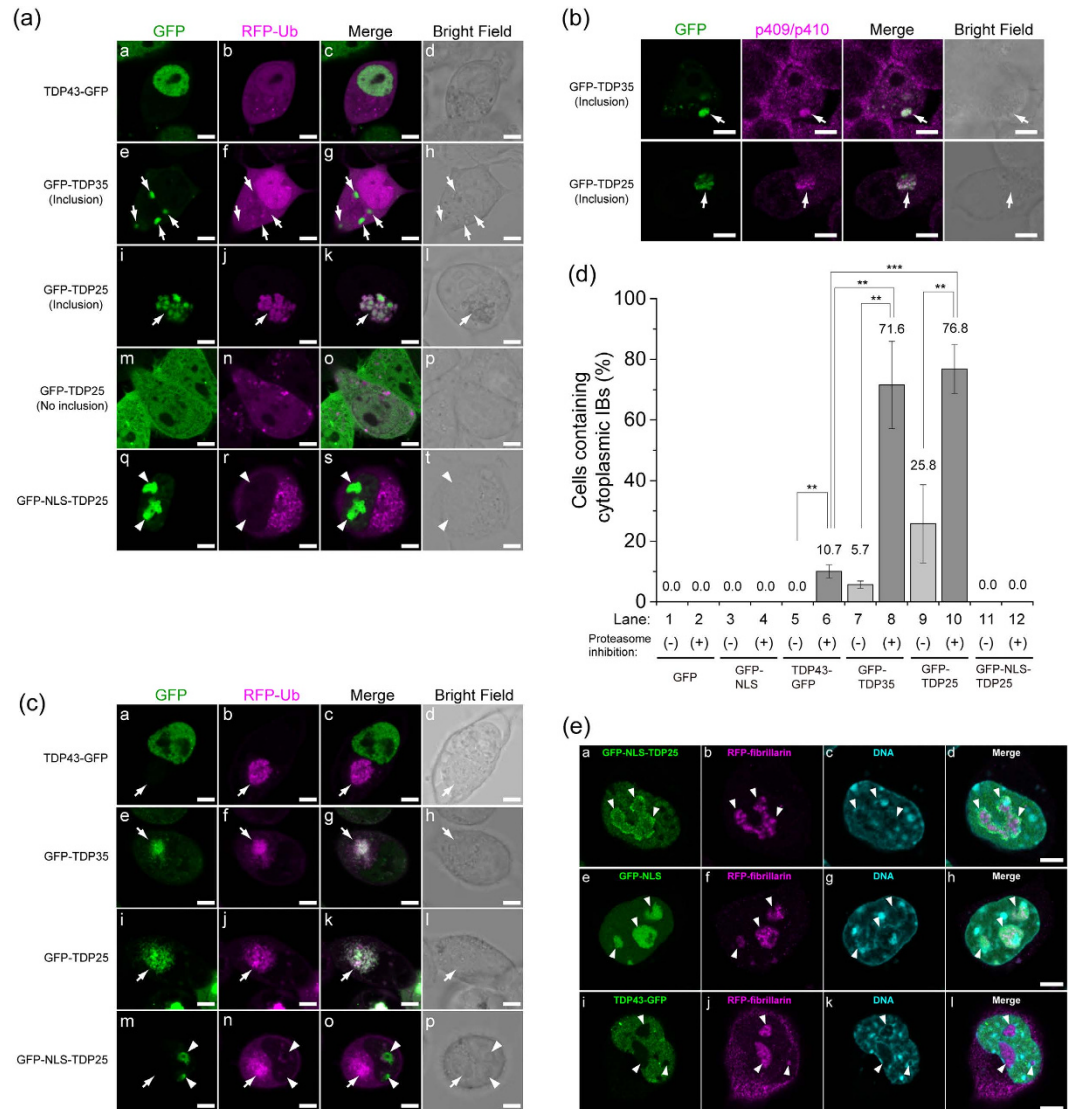 (a)
GFP RFP-Ub Merge Bright Field
a b c d
TDP43-GFP
e f g h
GFP-TDP35
(Inclusion)
i j k l
GFP-TDP25
(Inclusion)
m n o p
GFP-TDP25
(No inclusion)
q r s t
GFP-NLS-TDP25
(b)
GFP p409/p410 Merge Bright Field
GFP-TDP35
(Inclusion)
GFP-TDP25
(Inclusion)
(c)
GFP RFP-Ub Merge Bright Field
a b c d
TDP43-GFP
e f g h
GFP-TDP35
i j k l
GFP-TDP25
m n o p
GFP-NLS-TDP25
(d)
Cells containing
cytoplasmic IBs (%)
100
80
60
40
20
0
***
**
**
**
**
71.6
76.8
25.8
10.7
5.7
0.0 0.0 0.0 0.0 0.0 0.0 0.0
Lane: 1 2 3 4 5 6 7 8 9 10 11 12
Proteasome
inhibition: (-) (+) (-) (+) (-) (+) (-) (+) (-) (+) (-) (+)
GFP
GFP-
NLS
TDP43-
GFP
GFP-
TDP35
GFP-
TDP25
GFP-NLS-
TDP25
(e)
a GFP-NLS-TDP25 b RFP-fibrillarin c DNA d Merge
e GFP-NLS f RFP-fibrillarin g DNA h Merge
i TDP43-GFP j RFP-fibrillarin k DNA l Merge